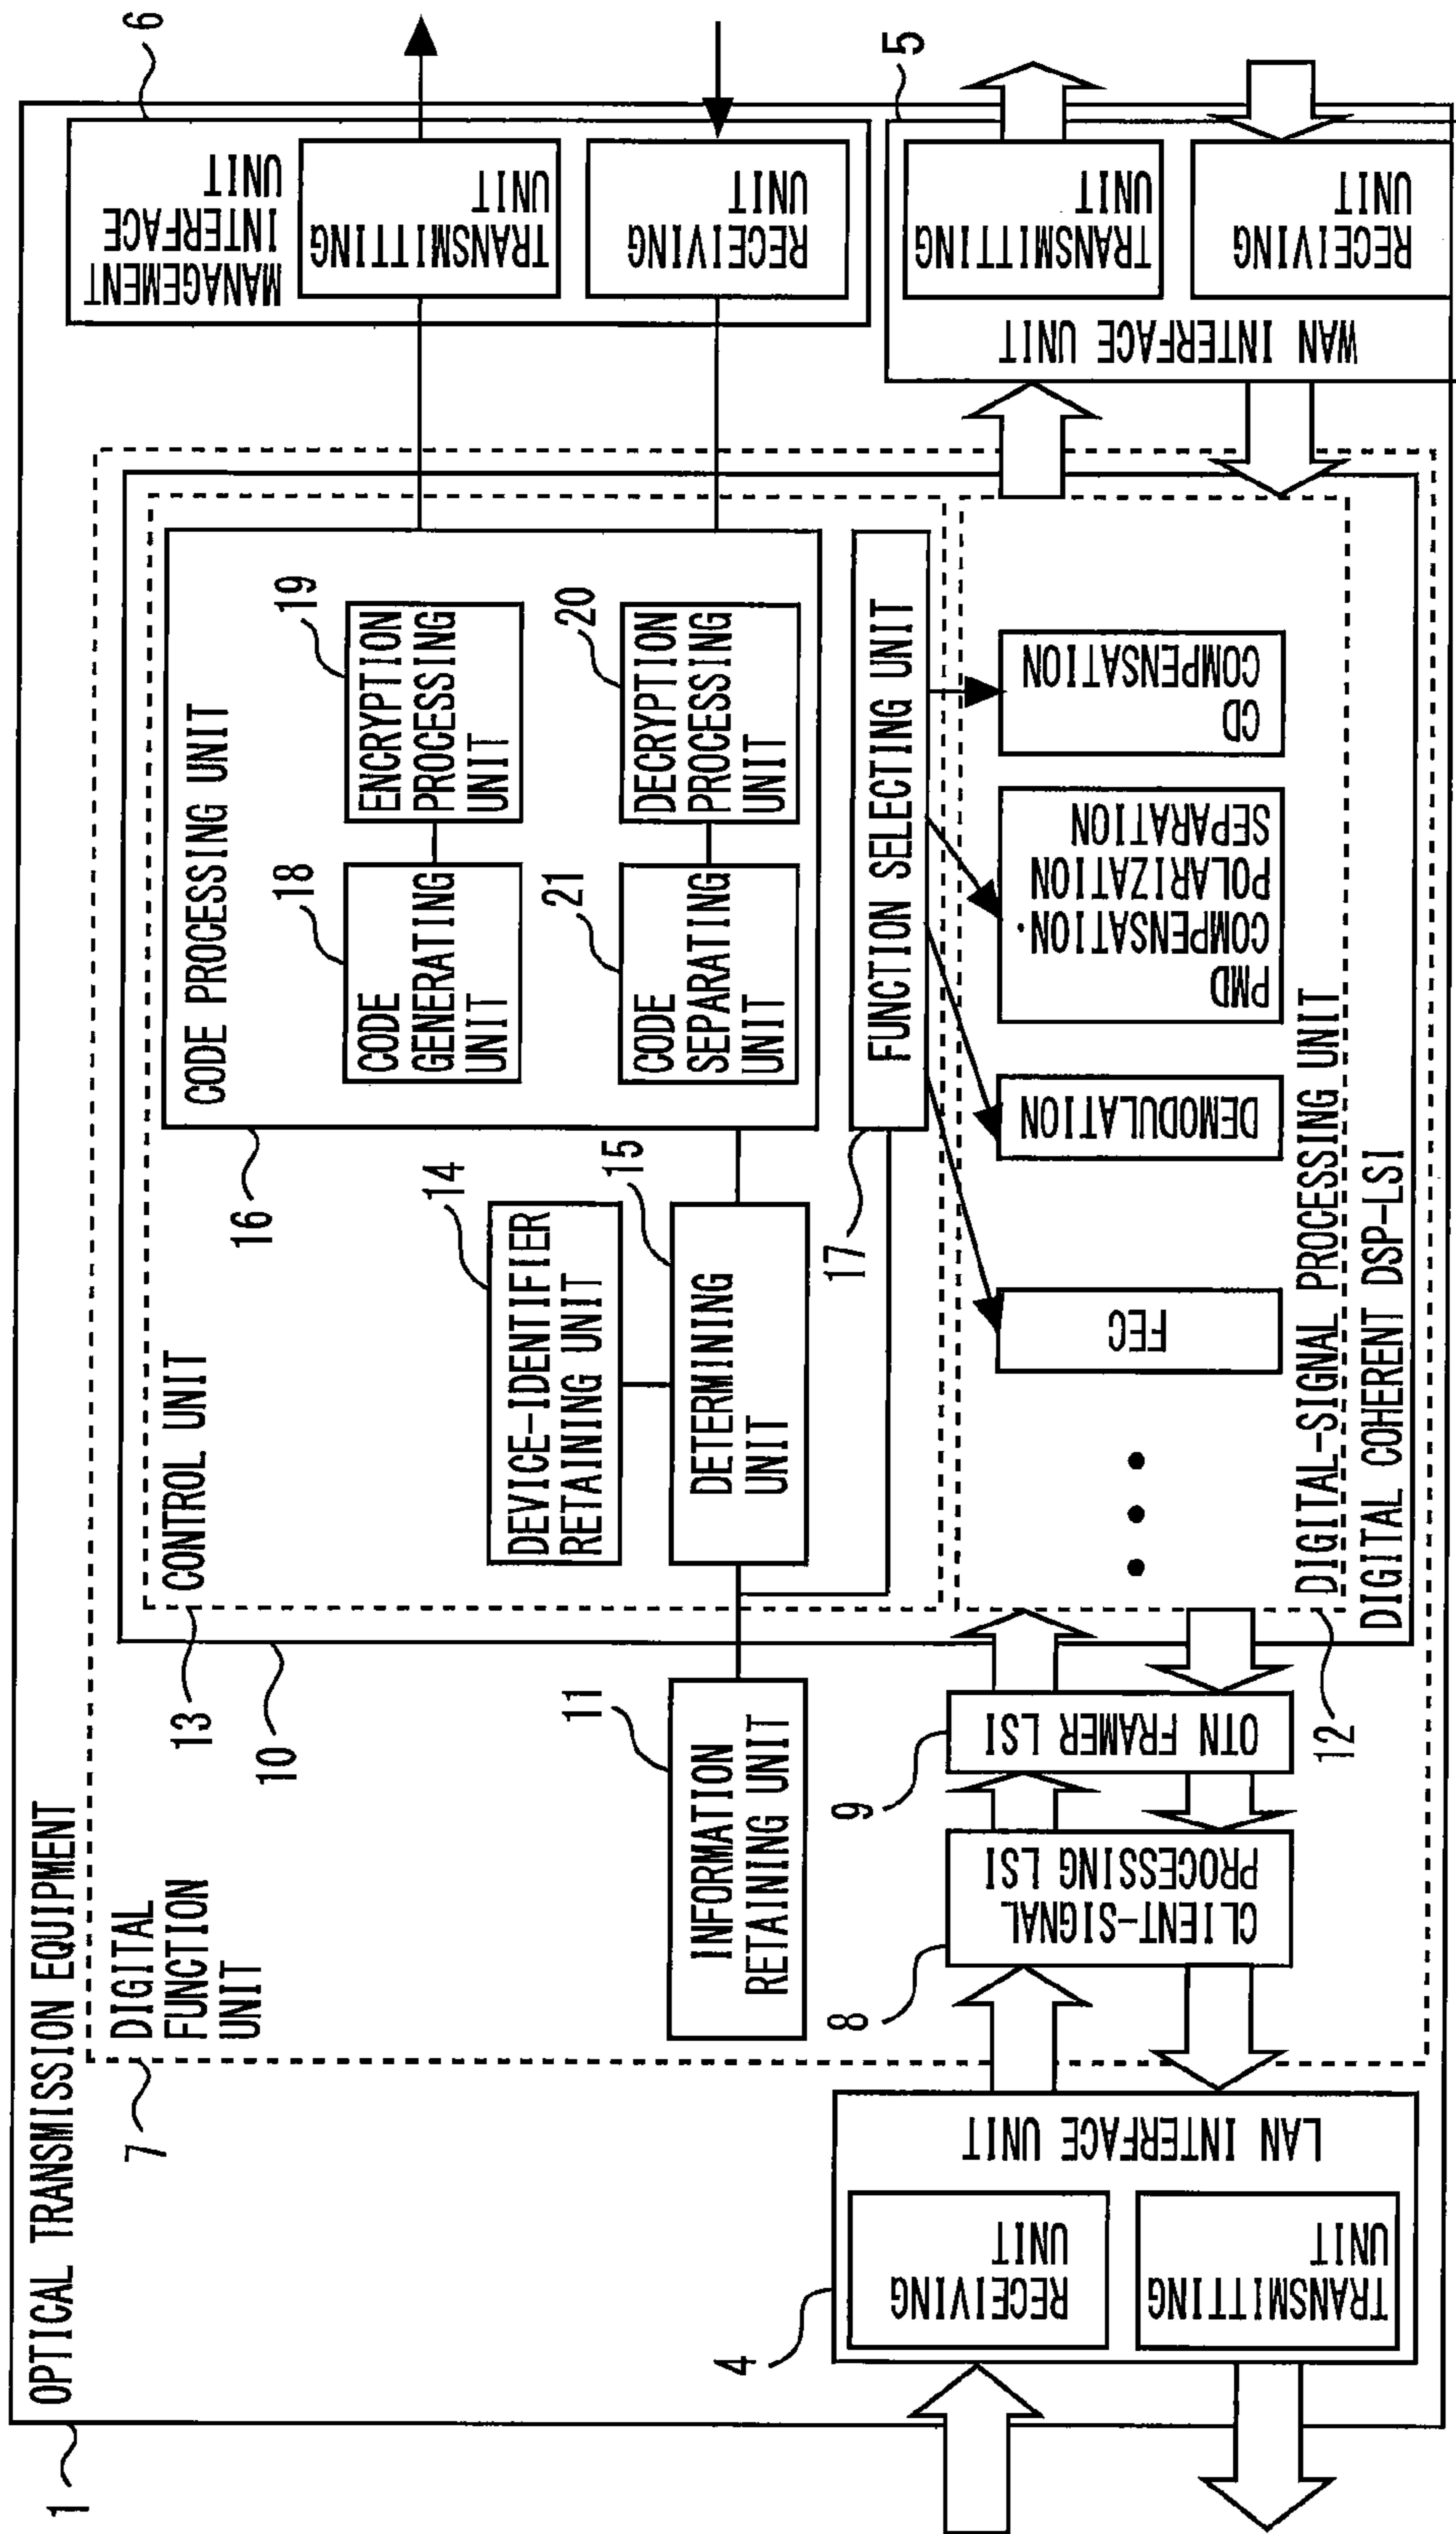 1
OPTICAL TRANSMISSION EQUIPMENT
7
DIGITAL
FUNCTION
UNIT
10
13
CONTROL UNIT
16
CODE PROCESSING UNIT
18
CODE
GENERATING
UNIT
19
ENCRYPTION
PROCESSING
UNIT
21
CODE
SEPARATING
UNIT
20
DECRYPTION
PROCESSING
UNIT
14
DEVICE-IDENTIFIER
RETAINING UNIT
15
DETERMINING
UNIT
11
INFORMATION
RETAINING UNIT
17
FUNCTION SELECTING UNIT
6
MANAGEMENT
INTERFACE
UNIT
TRANSMITTING
UNIT
RECEIVING
UNIT
4
LAN INTERFACE UNIT
RECEIVING
UNIT
TRANSMITTING
UNIT
8
CLIENT-SIGNAL
PROCESSING LSI
9
OTN FRAMER LSI
12
FEC
DEMODULATION
PMD
COMPENSATION·
POLARIZATION
SEPARATION
CD
COMPENSATION
DIGITAL-SIGNAL PROCESSING UNIT
DIGITAL COHERENT DSP-LSI
5
WAN INTERFACE UNIT
TRANSMITTING
UNIT
RECEIVING
UNIT